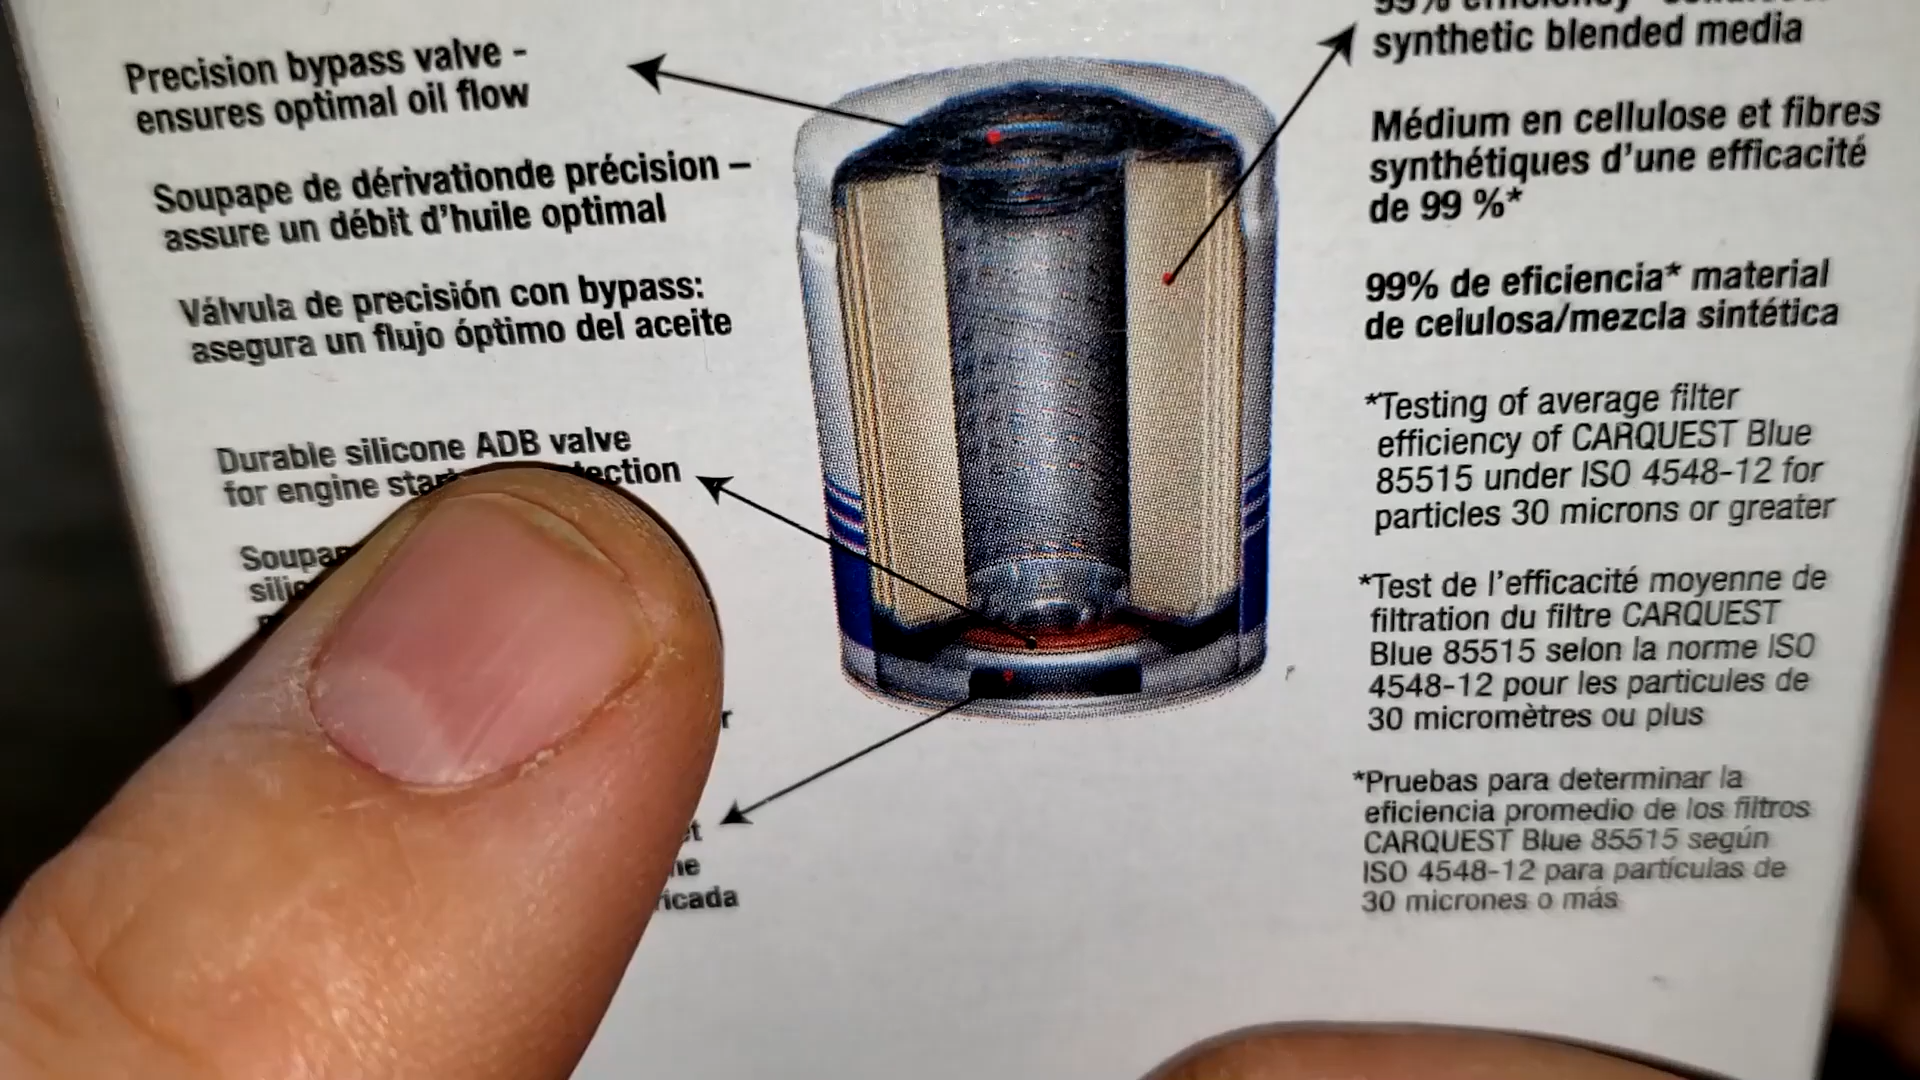 Precision bypass valve -
ensures optimal oil flow
Soupape de dérivationde précision –
assure un débit d'huile optimal
Válvula de precisión con bypass:
asegura un flujo óptimo del aceite
Durable silicone ADB valve
for engine
99% efficiency*
synthetic blended media
Médium en cellulose et fibres
synthétiques d'une efficacité
de 99 %*
99% de eficiencia* material
de celulosa/mezcla sintética
*Testing of average filter
efficiency of CARQUEST Blue
85515 under ISO 4548-12 for
particles 30 microns or greater
*Test de l'efficacité moyenne de
filtration du filtre CARQUEST
Blue 85515 selon la norme ISO
4548-12 pour les particules de
30 micromètres ou plus
*Pruebas para determinar la
eficiencia promedio de los filtros
CARQUEST Blue 85515 según
ISO 4548-12 para partículas de
30 micrones o más